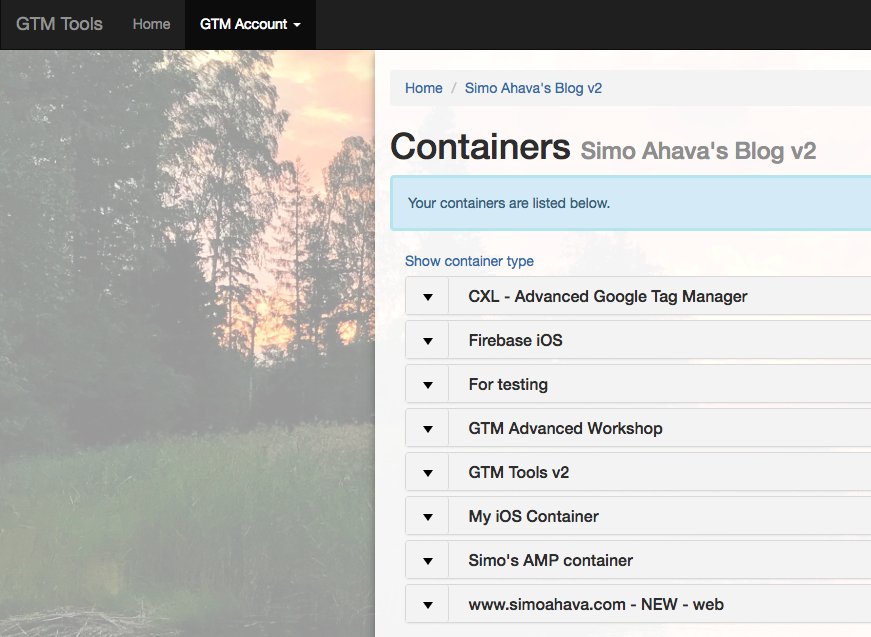 GTM Tools Home GTM Account
Home / Simo Ahava's Blog v2
Containers Simo Ahava's Blog v2
Your containers are listed below.
Show container type
CXL - Advanced Google Tag Manager
Firebase iOS
For testing
GTM Advanced Workshop
GTM Tools v2
My iOS Container
Simo's AMP container
www.simoahava.com - NEW - web